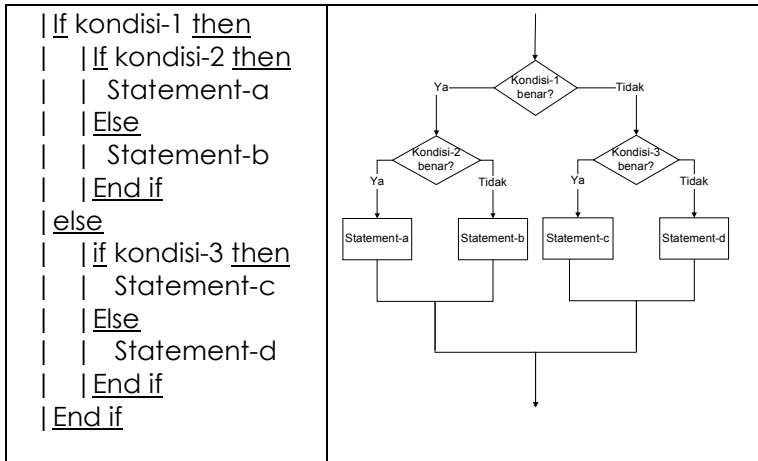 |If kondisi-1 then
| |If kondisi-2 then
| | Statement-a
| |Else
| | Statement-b
| |End if
|else
| |if kondisi-3 then
| | Statement-c
| |Else
| | Statement-d
| |End if
|End if
Kondisi-1
benar?
Ya
Tidak
Kondisi-2
benar?
Kondisi-3
benar?
Ya
Tidak
Ya
Tidak
Statement-a
Statement-b
Statement-c
Statement-d